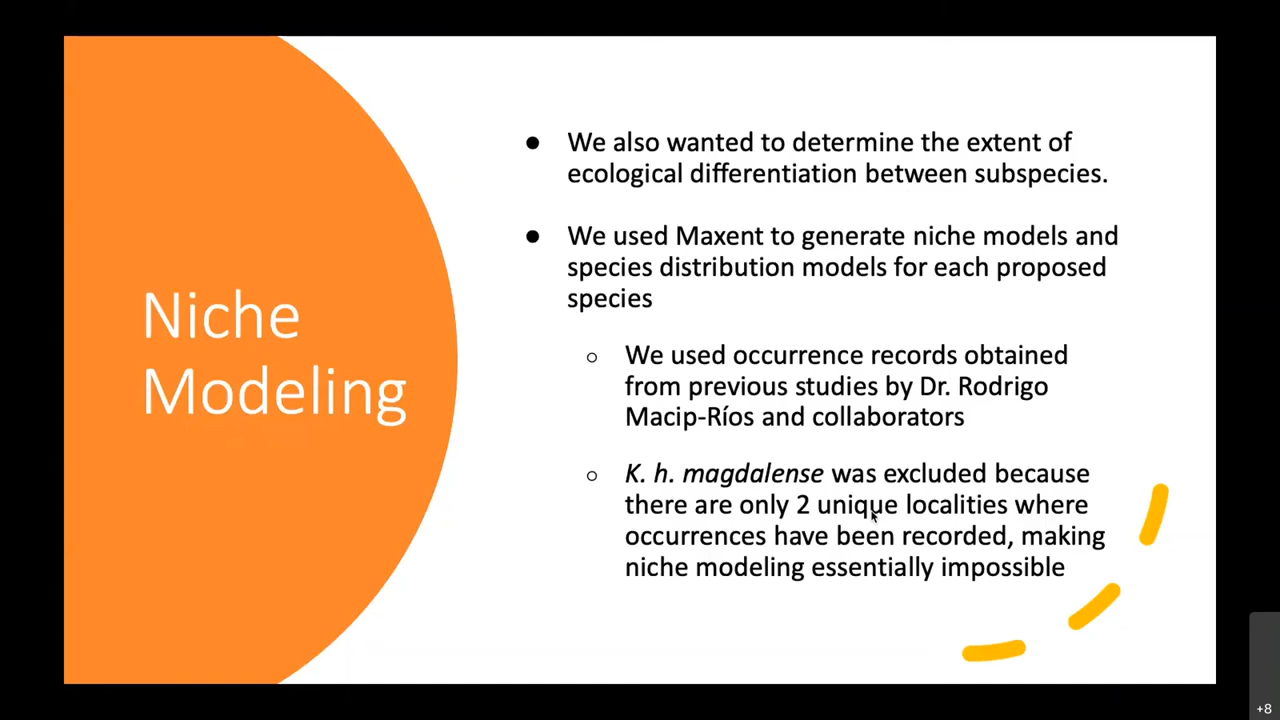 Niche
Modeling
● We also wanted to determine the extent of
ecological differentiation between subspecies.
● We used Maxent to generate niche models and
species distribution models for each proposed
species
○ We used occurrence records obtained
from previous studies by Dr. Rodrigo
Macip-Ríos and collaborators
○ K. h. magdalense was excluded because
there are only 2 unique localities where
occurrences have been recorded, making
niche modeling essentially impossible
+8